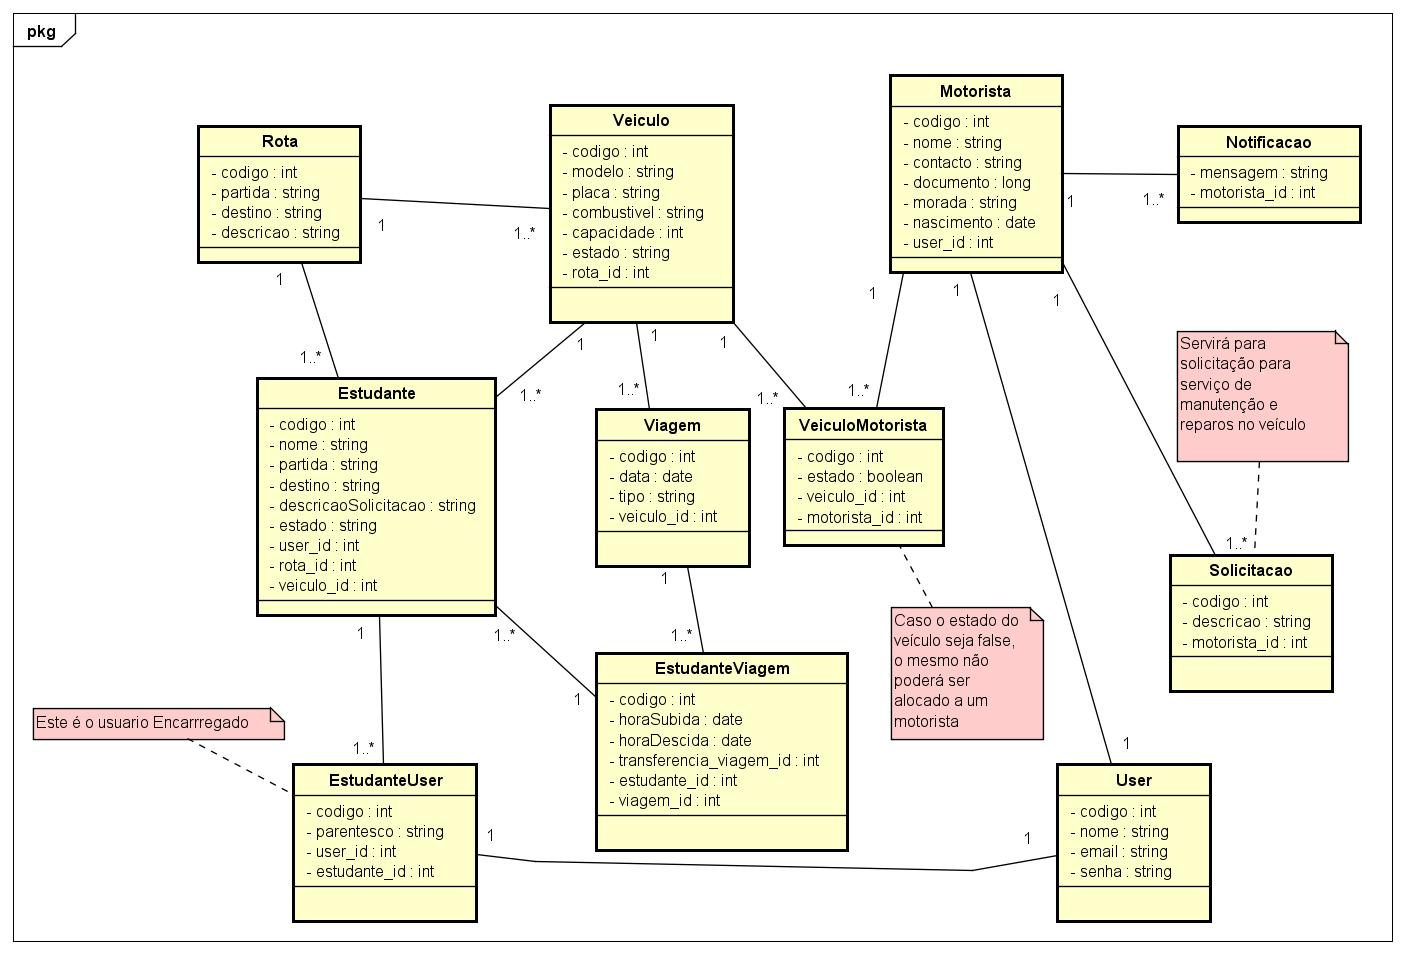 pkg
Rota
- codigo : int
- partida : string
- destino : string
- descricao : string
1
1..*
Veiculo
- codigo : int
- modelo : string
- placa : string
- combustivel : string
- capacidade : int
- estado : string
- rota_id : int
Motorista
- codigo : int
- nome : string
- contacto : string
- documento : long
- morada : string
- nascimento : date
- user_id : int
1
1..*
Notificacao
- mensagem : string
- motorista_id : int
1
1..*
1
1..*
1
1..*
1
1..*
1
1..*
1
1
1
1..*
Servirá para
solicitação para
serviço de
manutenção e
reparos no veículo
Estudante
- codigo : int
- nome : string
- partida : string
- destino : string
- descricaoSolicitacao : string
- estado : string
- user_id : int
- rota_id : int
- veiculo_id : int
Viagem
- codigo : int
- data : date
- tipo : string
- veiculo_id : int
VeiculoMotorista
- codigo : int
- estado : boolean
- veiculo_id : int
- motorista_id : int
Solicitacao
- codigo : int
- descricao : string
- motorista_id : int
Caso o estado do
veículo seja false,
o mesmo não
poderá ser
alocado a um
motorista
1
1..*
1..*
1
1
1..*
EstudanteViagem
- codigo : int
- horaSubida : date
- horaDescida : date
- transferencia_viagem_id : int
- estudante_id : int
- viagem_id : int
Este é o usuario Encarrregado
EstudanteUser
- codigo : int
- parentesco : string
- user_id : int
- estudante_id : int
1
1
User
- codigo : int
- nome : string
- email : string
- senha : string